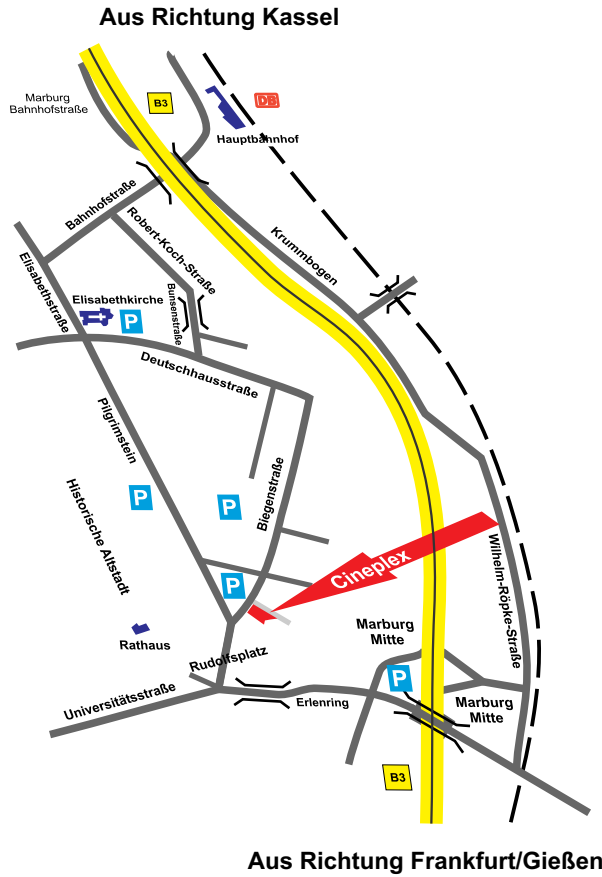 Aus Richtung Kassel
Marburg
Bahnhofstraße
B3
DB
Hauptbahnhof
Bahnhofstraße
Robert-Koch-Straße
Krummbogen
Elisabethstraße
Elisabethkirche
P
Bunsenstraße
Deutschhausstraße
Pilgrimstein
Biegenstraße
Historische Altstadt
P
P
Cineplex
Wilhelm-Röpke-Straße
P
Marburg
Mitte
Rathaus
Rudolfsplatz
P
Universitätsstraße
Erlenring
Marburg
Mitte
B3
Aus Richtung Frankfurt/Gießen